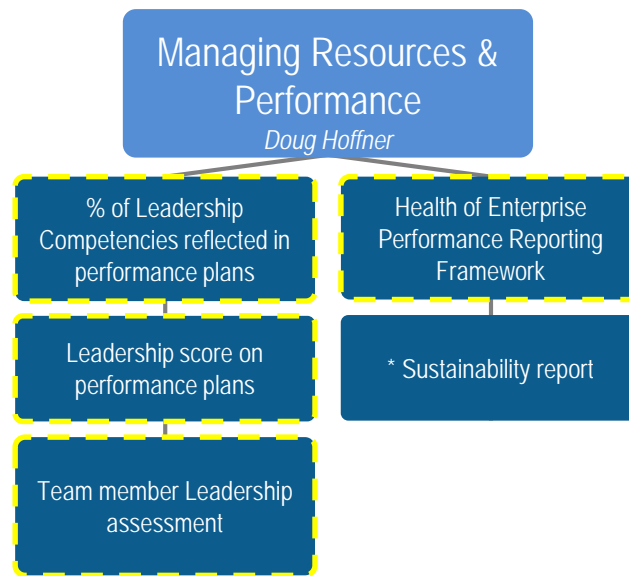 Managing Resources &
Performance
Doug Hoffner
% of Leadership
Competencies reflected in
performance plans
Health of Enterprise
Performance Reporting
Framework
Leadership score on
performance plans
* Sustainability report
Team member Leadership
assessment